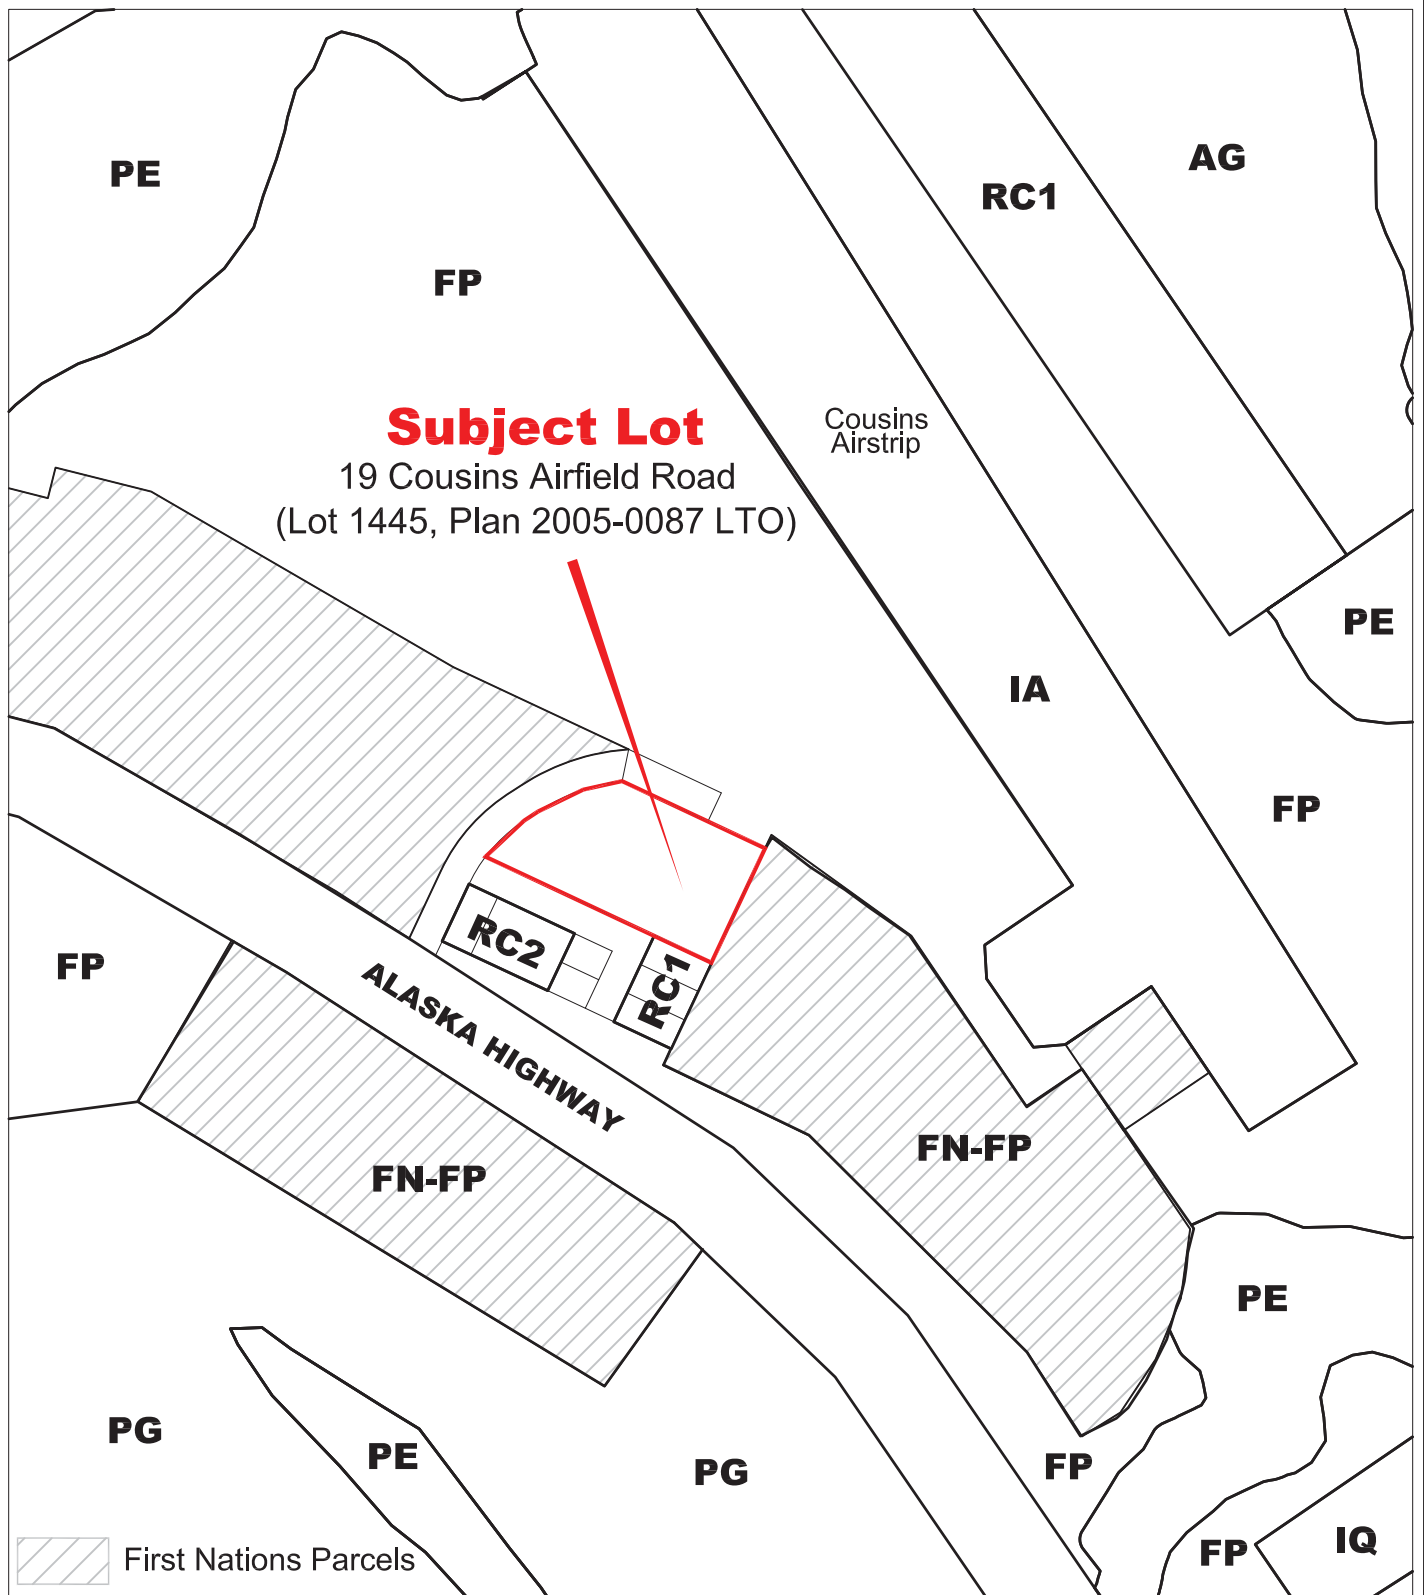 PE
AG
RC1
FP
Subject Lot
19 Cousins Airfield Road
(Lot 1445, Plan 2005-0087 LTO)
Cousins
Airstrip
PE
IA
FP
RC2
RC1
FP
ALASKA HIGHWAY
FN-FP
FN-FP
PE
PG
PE
PG
FP
FP
IQ
First Nations Parcels